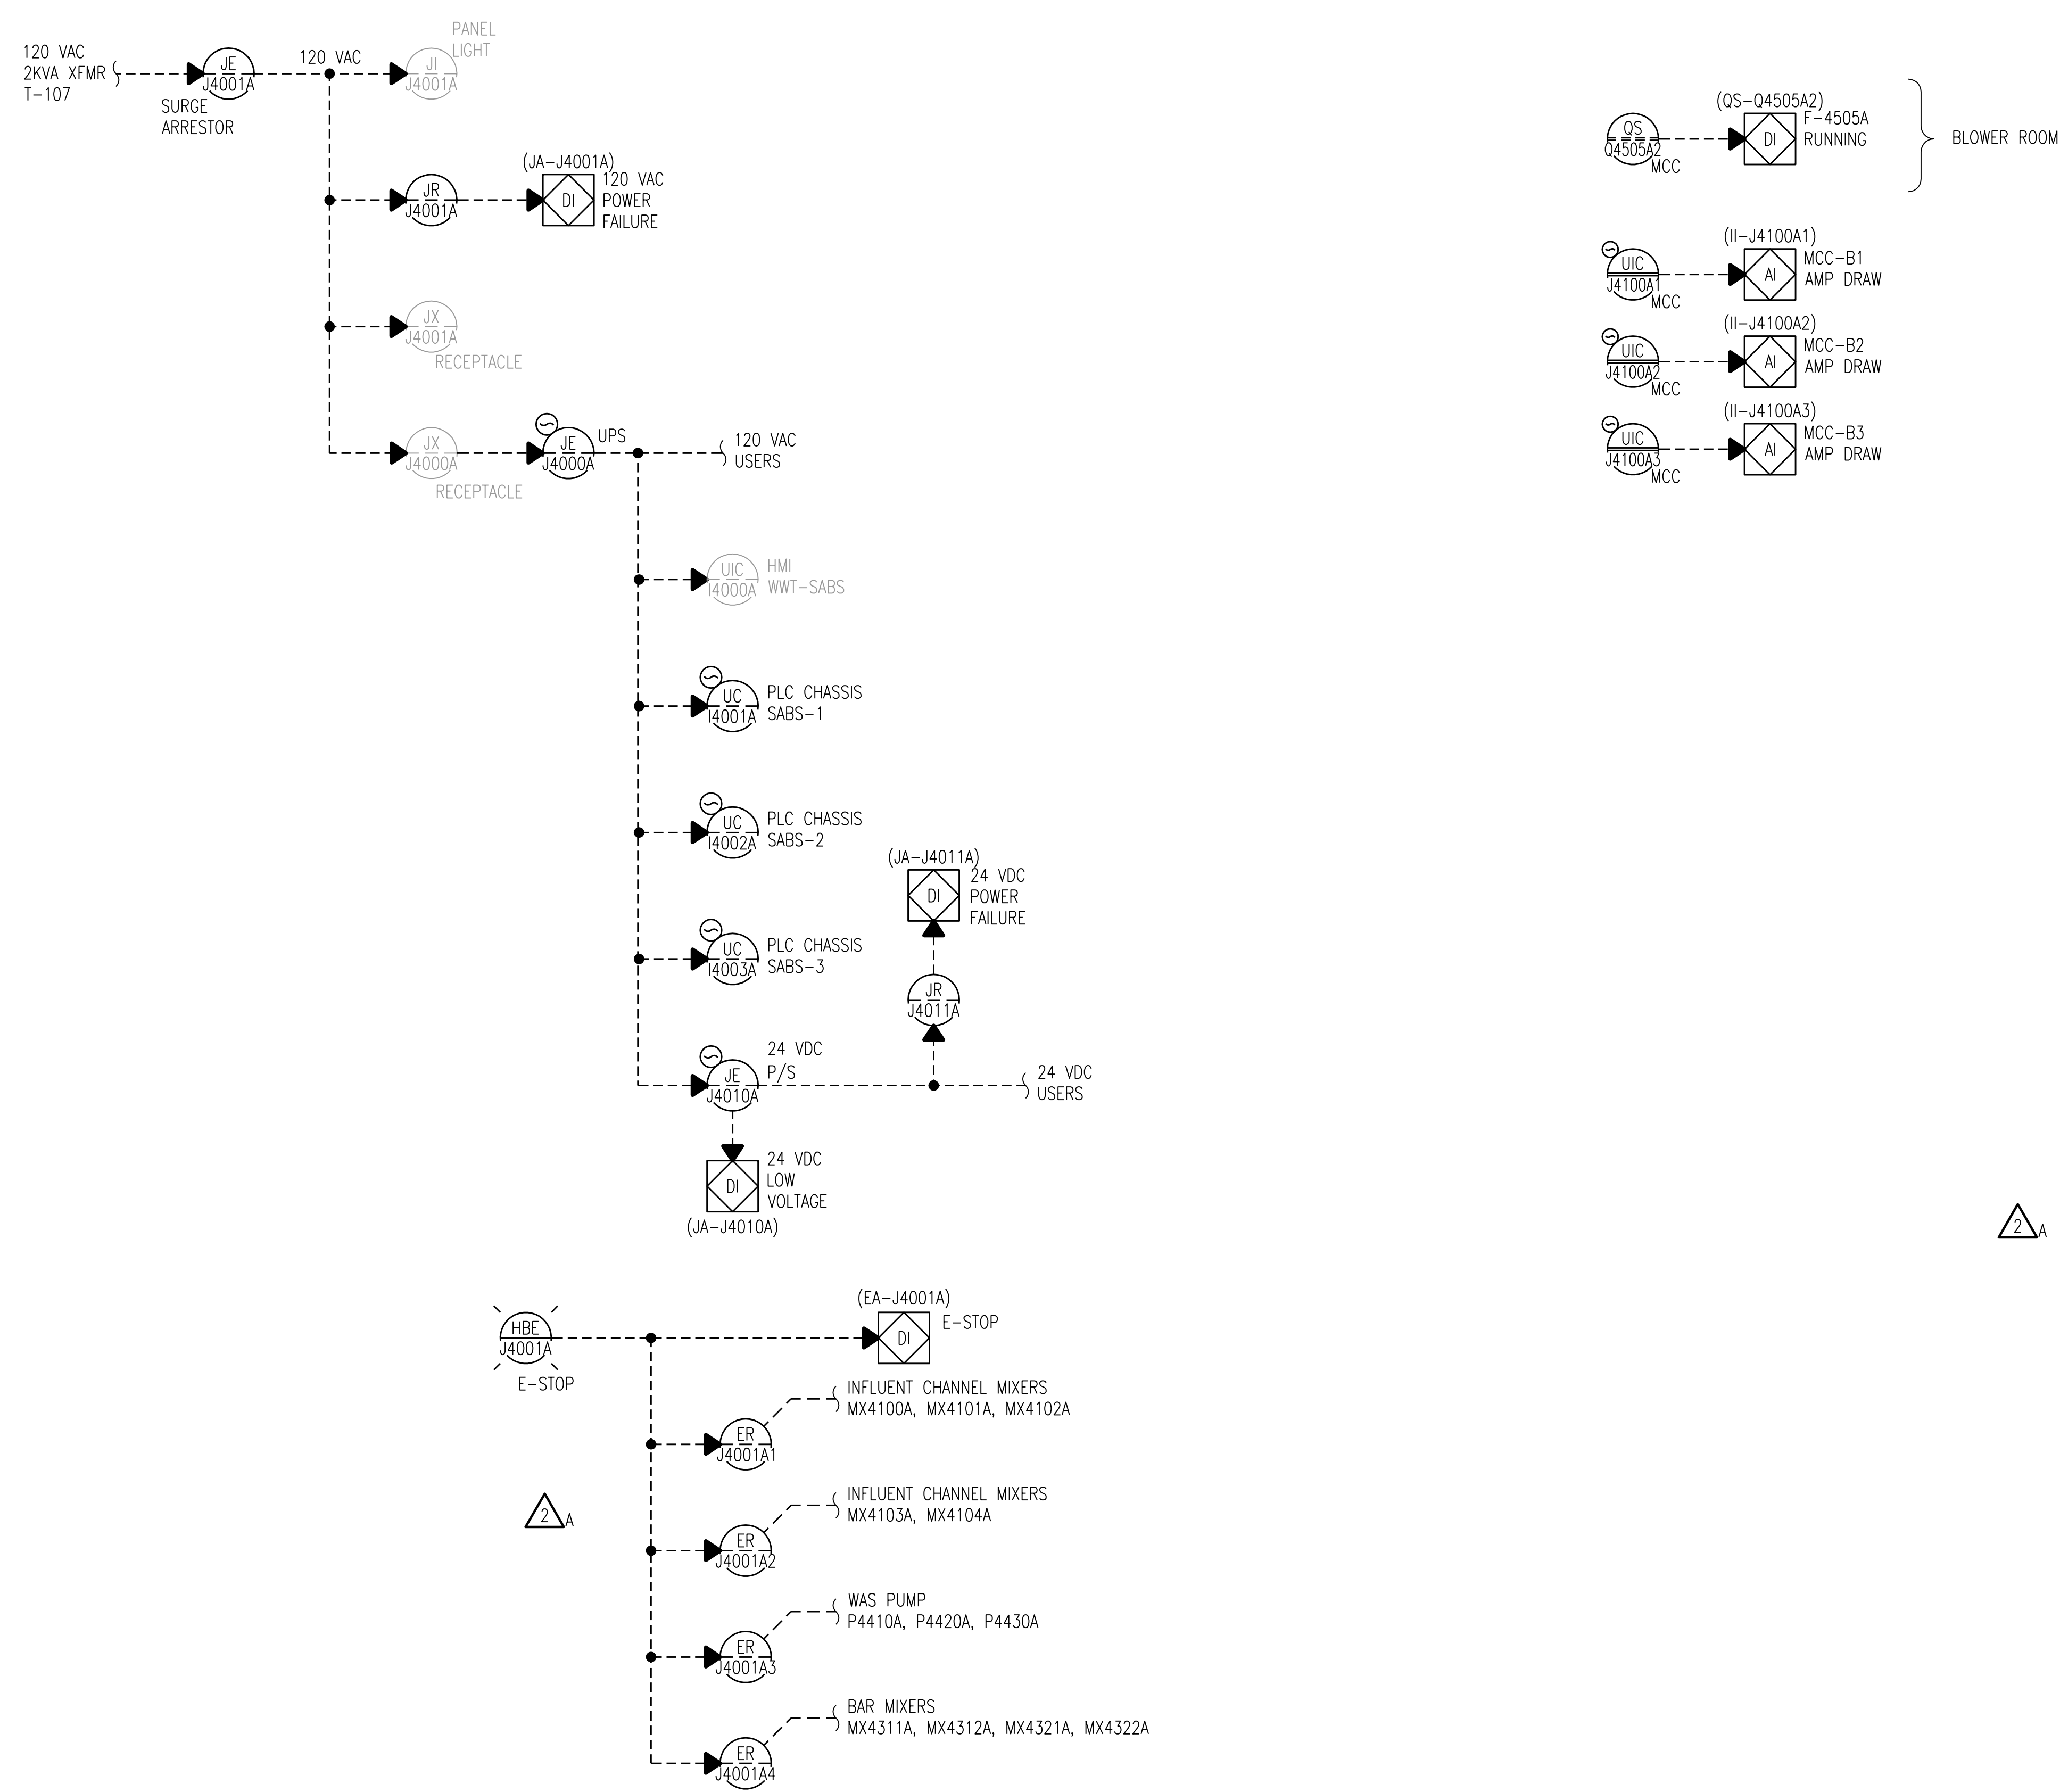 120 VAC
2KVA XFMR
T-107
JE
J4001A
SURGE
ARRESTOR
120 VAC
PANEL
LIGHT
JI
J4001A
JR
J4001A
(JA-J4001A)
DI
120 VAC
POWER
FAILURE
JX
J4001A
RECEPTACLE
JX
J4000A
RECEPTACLE
JE
J4000A
UPS
120 VAC
USERS
UIC
I4000A
HMI
WWT-SABS
UC
I4001A
PLC CHASSIS
SABS-1
UC
I4002A
PLC CHASSIS
SABS-2
UC
I4003A
PLC CHASSIS
SABS-3
(JA-J4011A)
DI
24 VDC
POWER
FAILURE
JR
J4011A
JE
J4010A
24 VDC
P/S
24 VDC
USERS
DI
24 VDC
LOW
VOLTAGE
(JA-J4010A)
QS
Q4505A2
MCC
(QS-Q4505A2)
DI
F-4505A
RUNNING
BLOWER ROOM
UIC
J4100A1
MCC
(II-J4100A1)
AI
MCC-B1
AMP DRAW
UIC
J4100A2
MCC
(II-J4100A2)
AI
MCC-B2
AMP DRAW
UIC
J4100A3
MCC
(II-J4100A3)
AI
MCC-B3
AMP DRAW
2 A
HBE
J4001A
E-STOP
(EA-J4001A)
DI
E-STOP
ER
J4001A1
INFLUENT CHANNEL MIXERS
MX4100A, MX4101A, MX4102A
2 A
ER
J4001A2
INFLUENT CHANNEL MIXERS
MX4103A, MX4104A
ER
J4001A3
WAS PUMP
P4410A, P4420A, P4430A
ER
J4001A4
BAR MIXERS
MX4311A, MX4312A, MX4321A, MX4322A